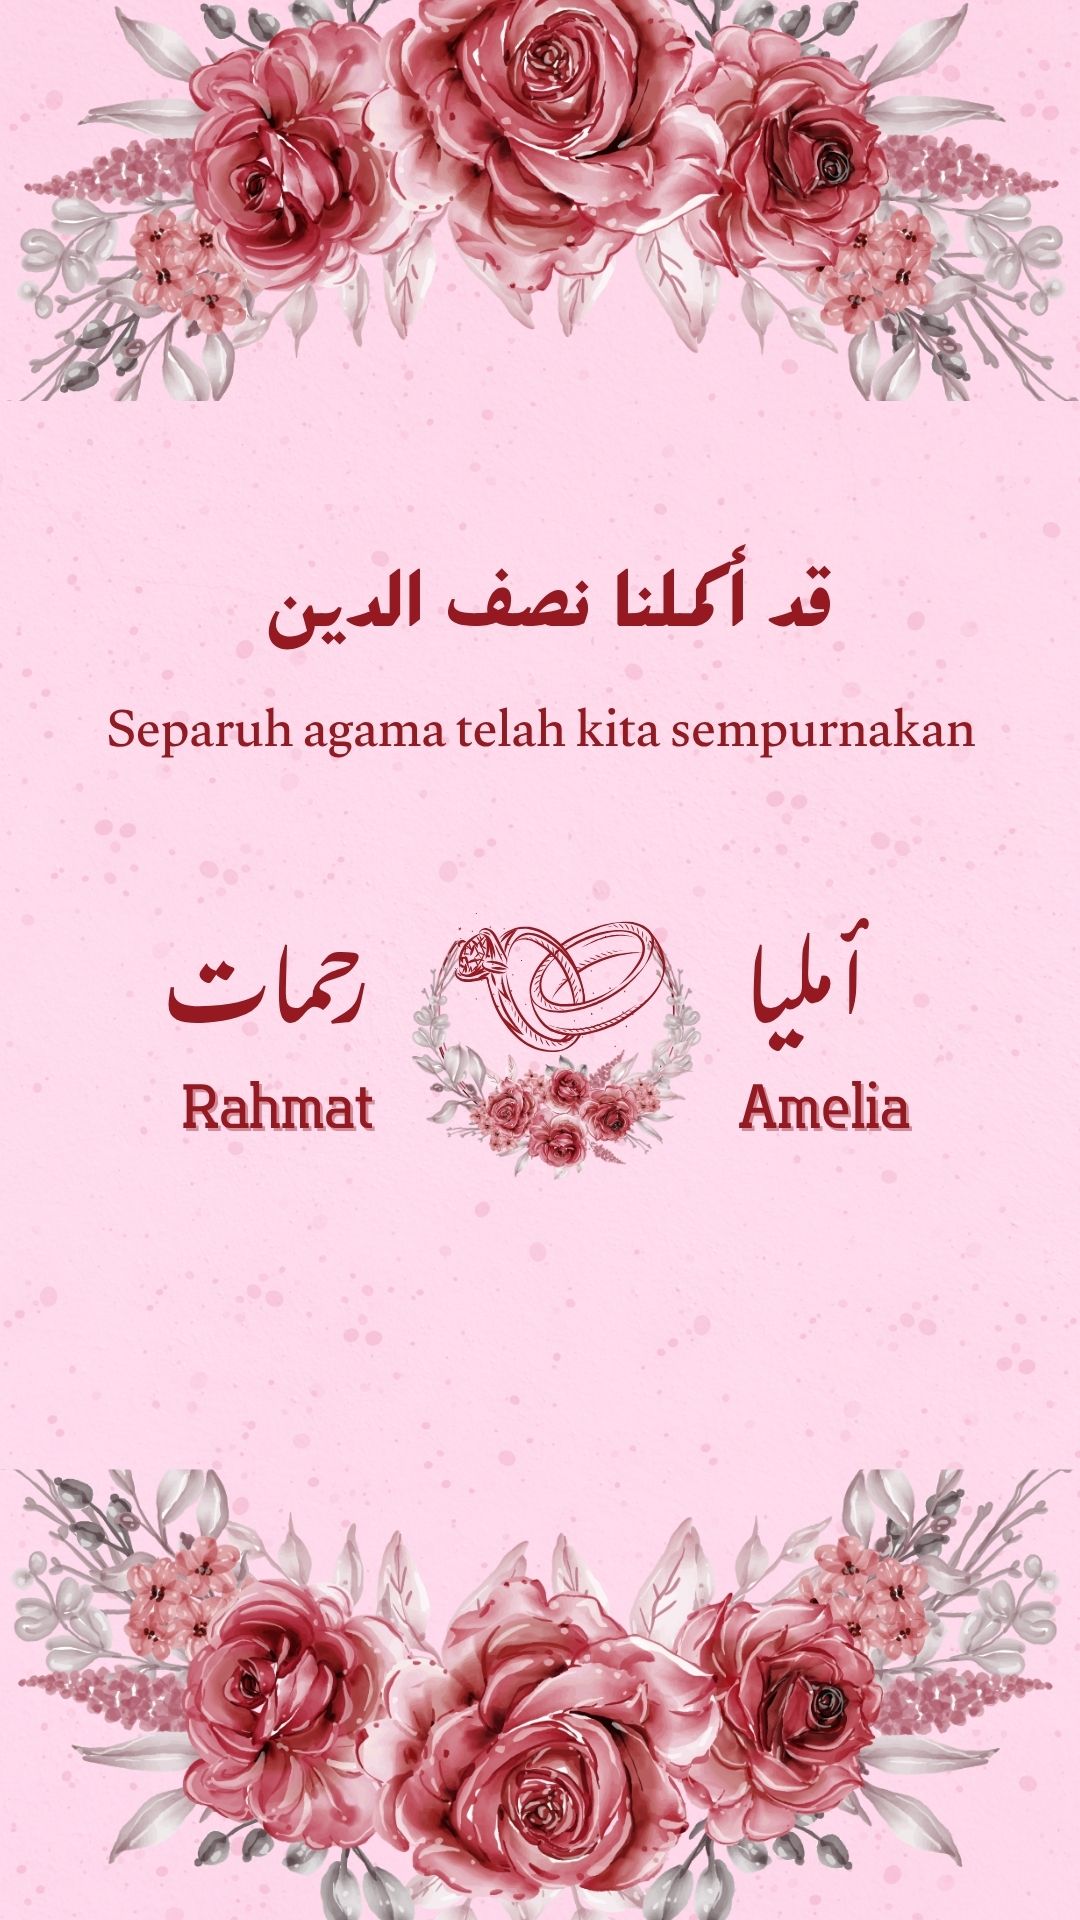 قد أكملنا نصف الدين
Separuh agama telah kita sempurnakan
رحمات
Rahmat
أمليا
Amelia